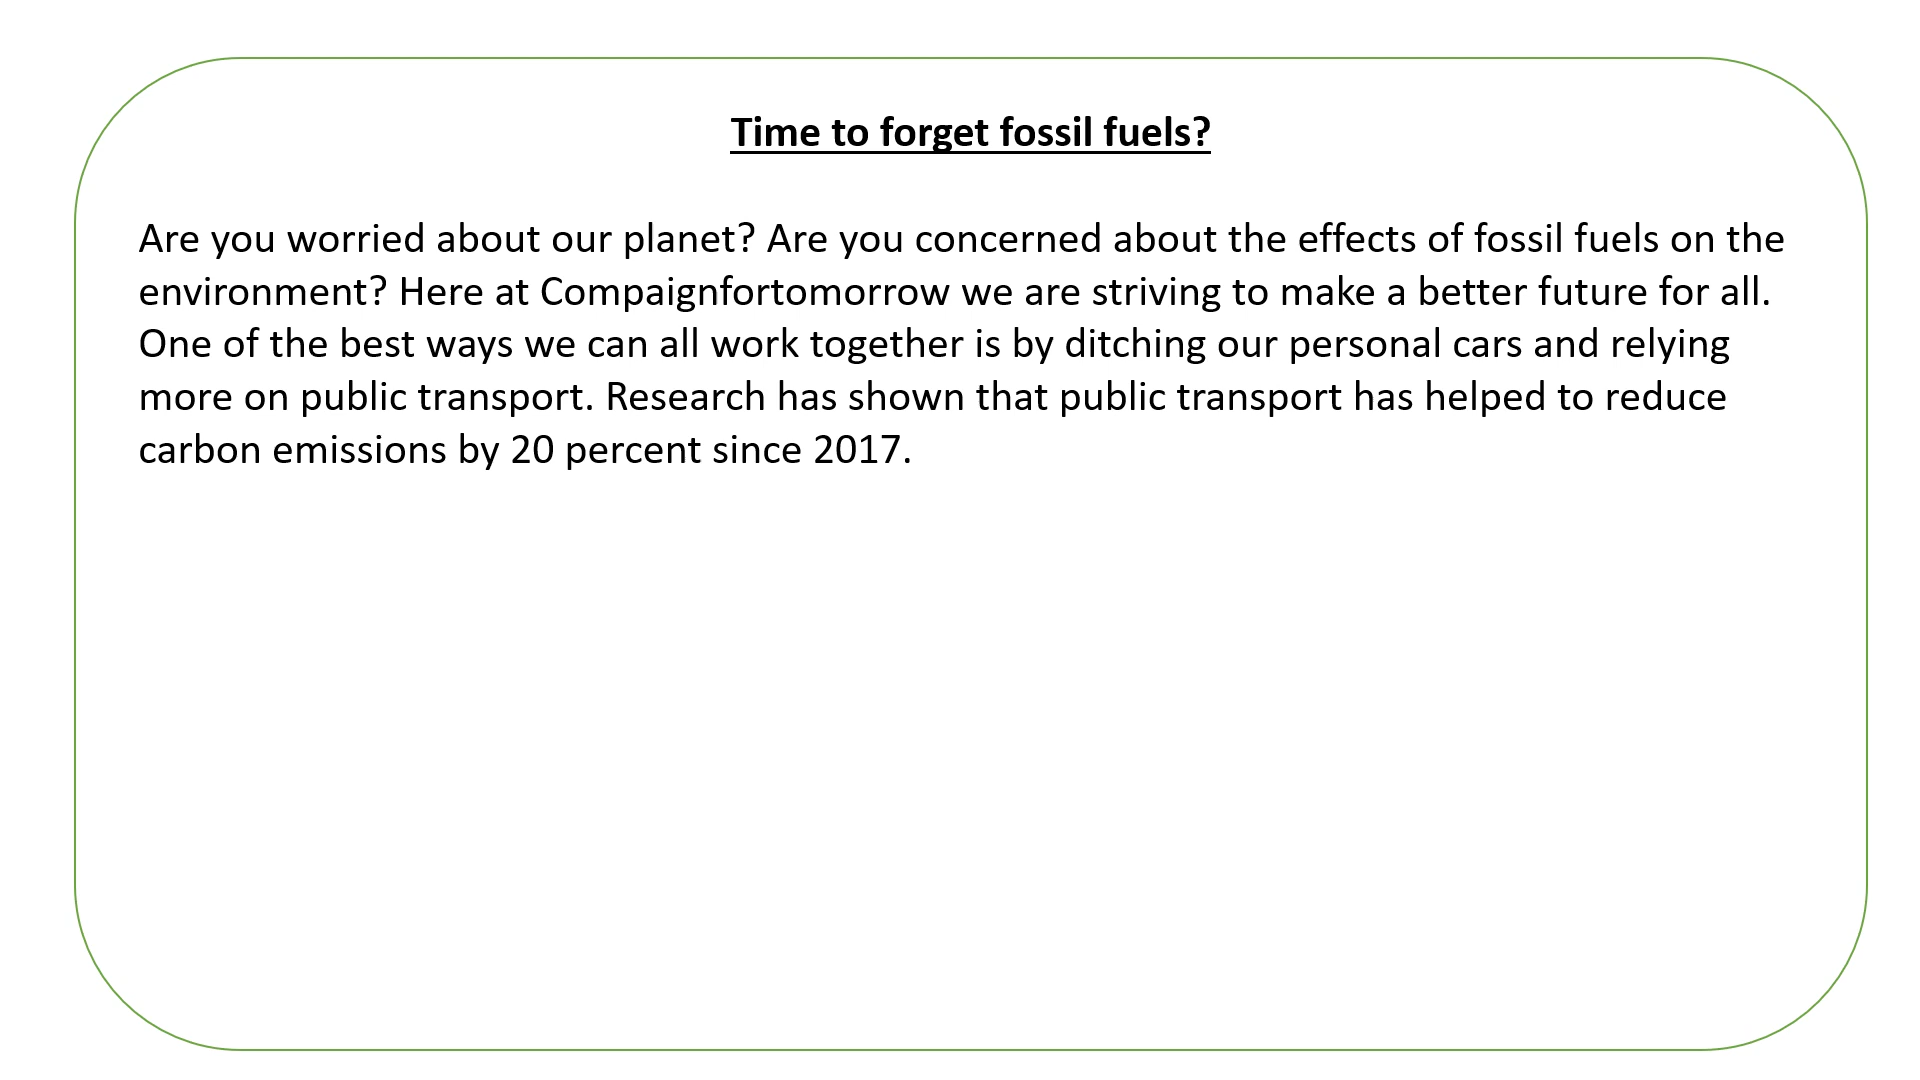 Time to forget fossil fuels?
Are you worried about our planet? Are you concerned about the effects of fossil fuels on the
environment? Here at Compaignfortomorrow we are striving to make a better future for all.
One of the best ways we can all work together is by ditching our personal cars and relying
more on public transport. Research has shown that public transport has helped to reduce
carbon emissions by 20 percent since 2017.